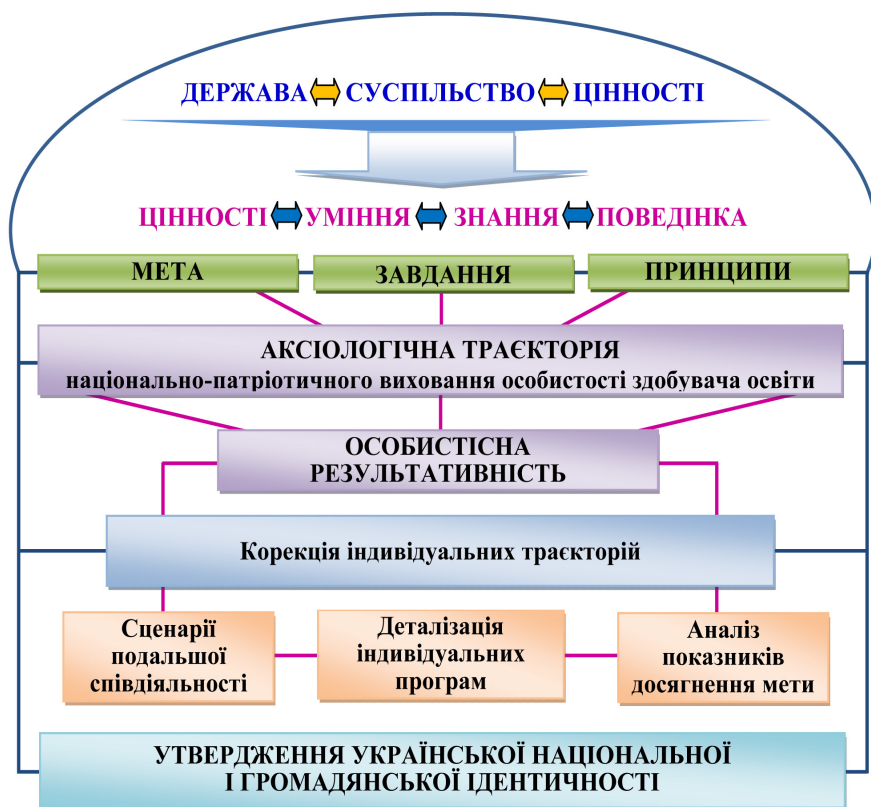 ДЕРЖАВА СУСПІЛЬСТВО ЦІННОСТІ
ЦІННОСТІ УМІННЯ ЗНАННЯ ПОВЕДІНКА
МЕТА
ЗАВДАННЯ
ПРИНЦИПИ
АКСІОЛОГІЧНА ТРАЄКТОРІЯ
національно-патріотичного виховання особистості здобувача освіти
ОСОБИСТІСНА
РЕЗУЛЬТАТИВНІСТЬ
Корекція індивідуальних траєкторій
Сценарії
подальшої
співдіяльності
Деталізація
індивідуальних
програм
Аналіз
показників
досягнення мети
УТВЕРДЖЕННЯ УКРАЇНСЬКОЇ НАЦІОНАЛЬНОЇ
І ГРОМАДЯНСЬКОЇ ІДЕНТИЧНОСТІ